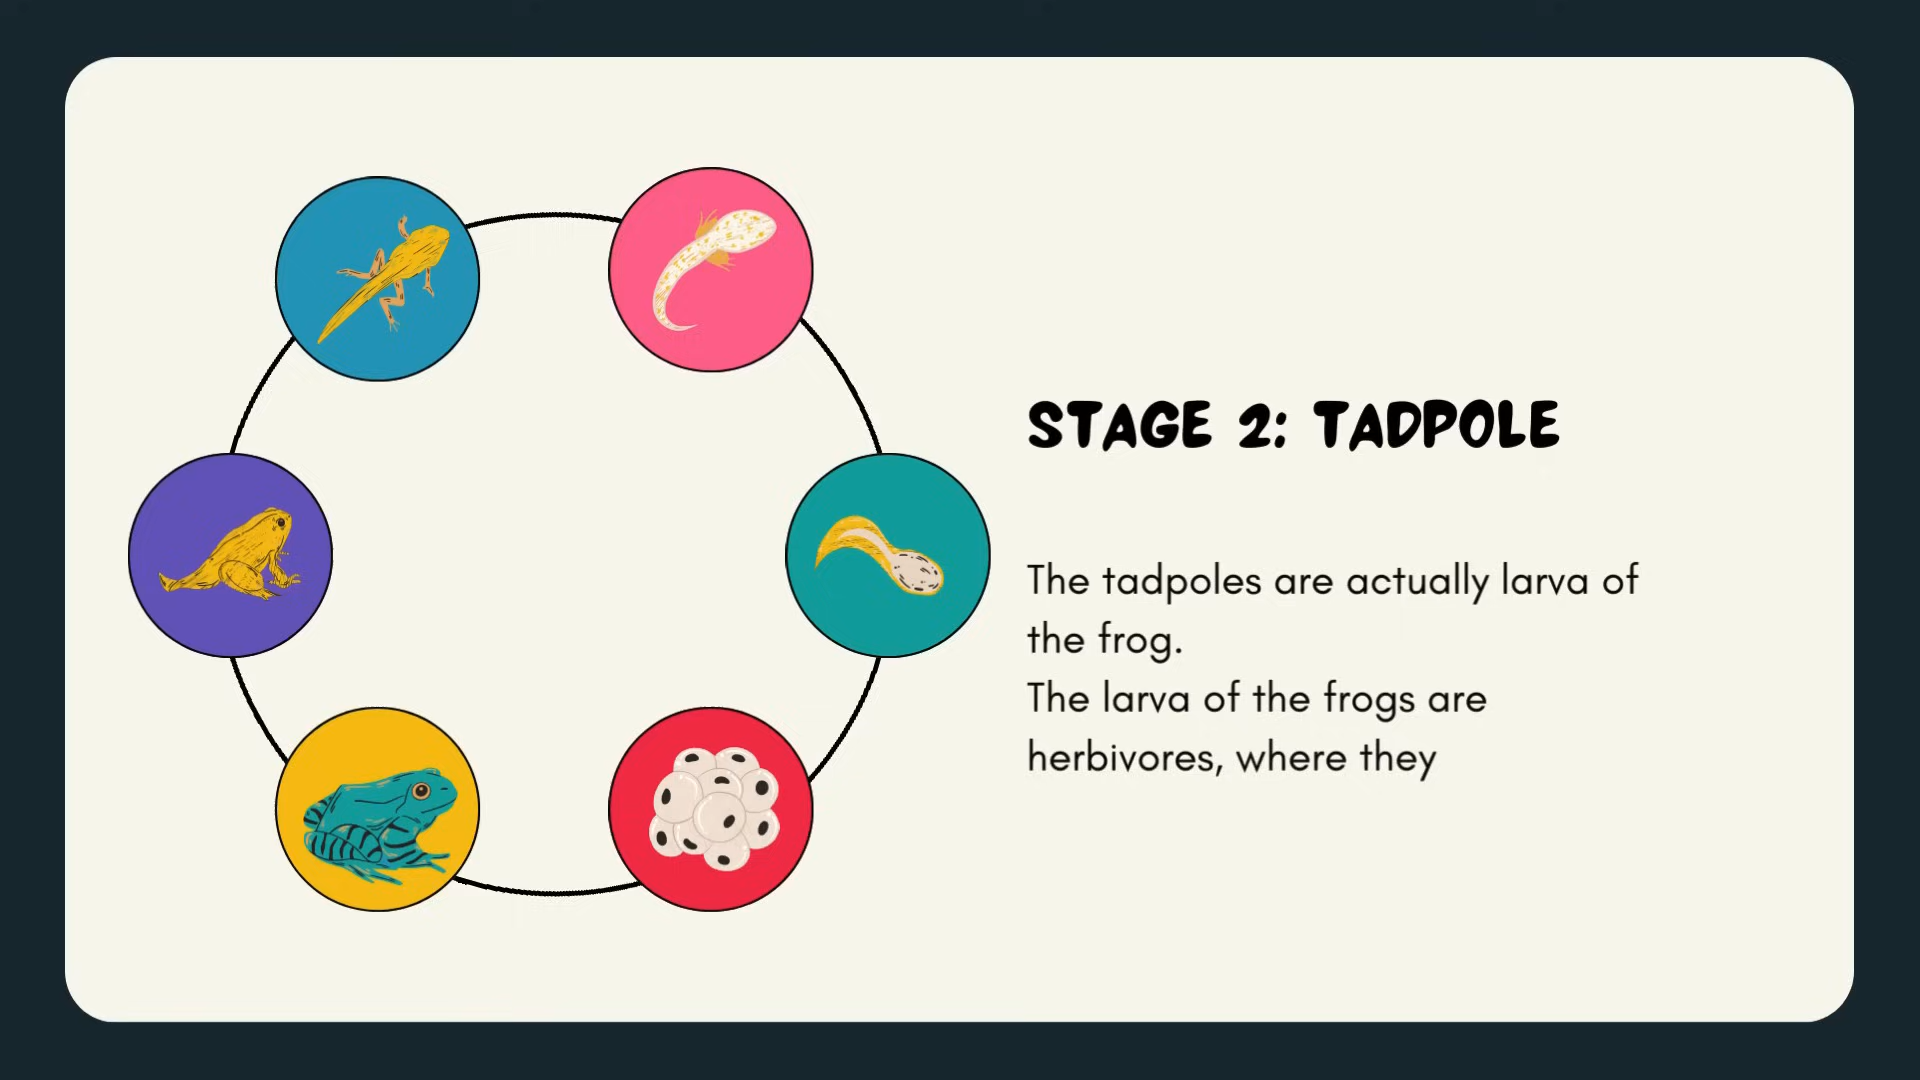 STAGE 2: TADPOLE
The tadpoles are actually larva of
the frog.
The larva of the frogs are
herbivores, where they